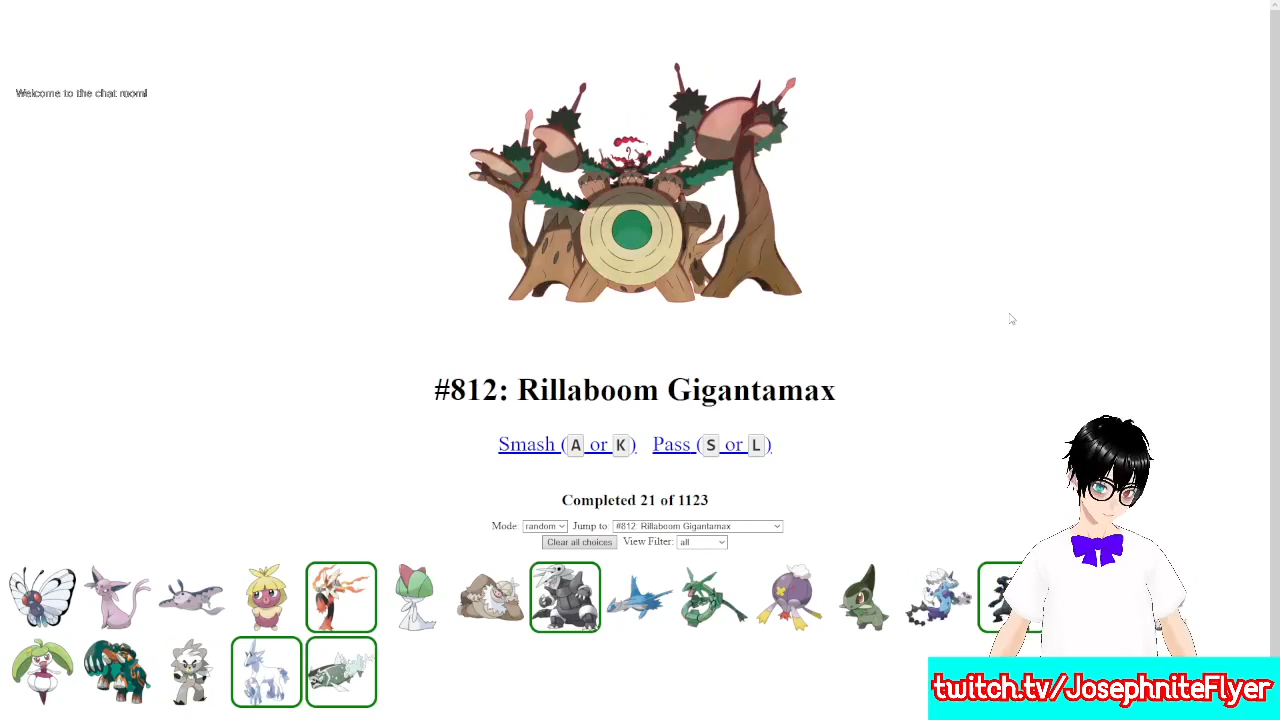 Welcome to the chat room!
#812: Rillaboom Gigantamax
Smash (A or K) Pass (S or L)
Completed 21 of 1123
Mode: random Jump to: #812 Rillaboom Gigantamax
Clear all choices View Filter: all
twitch.tv/JosephniteFlyer